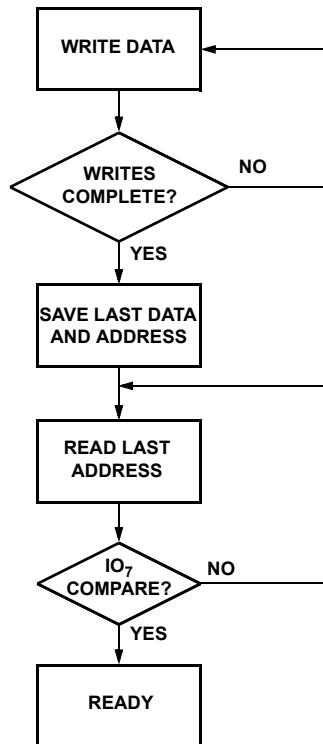 WRITE DATA
WRITES
COMPLETE?
NO
YES
SAVE LAST DATA
AND ADDRESS
READ LAST
ADDRESS
IO₇
COMPARE?
NO
YES
READY